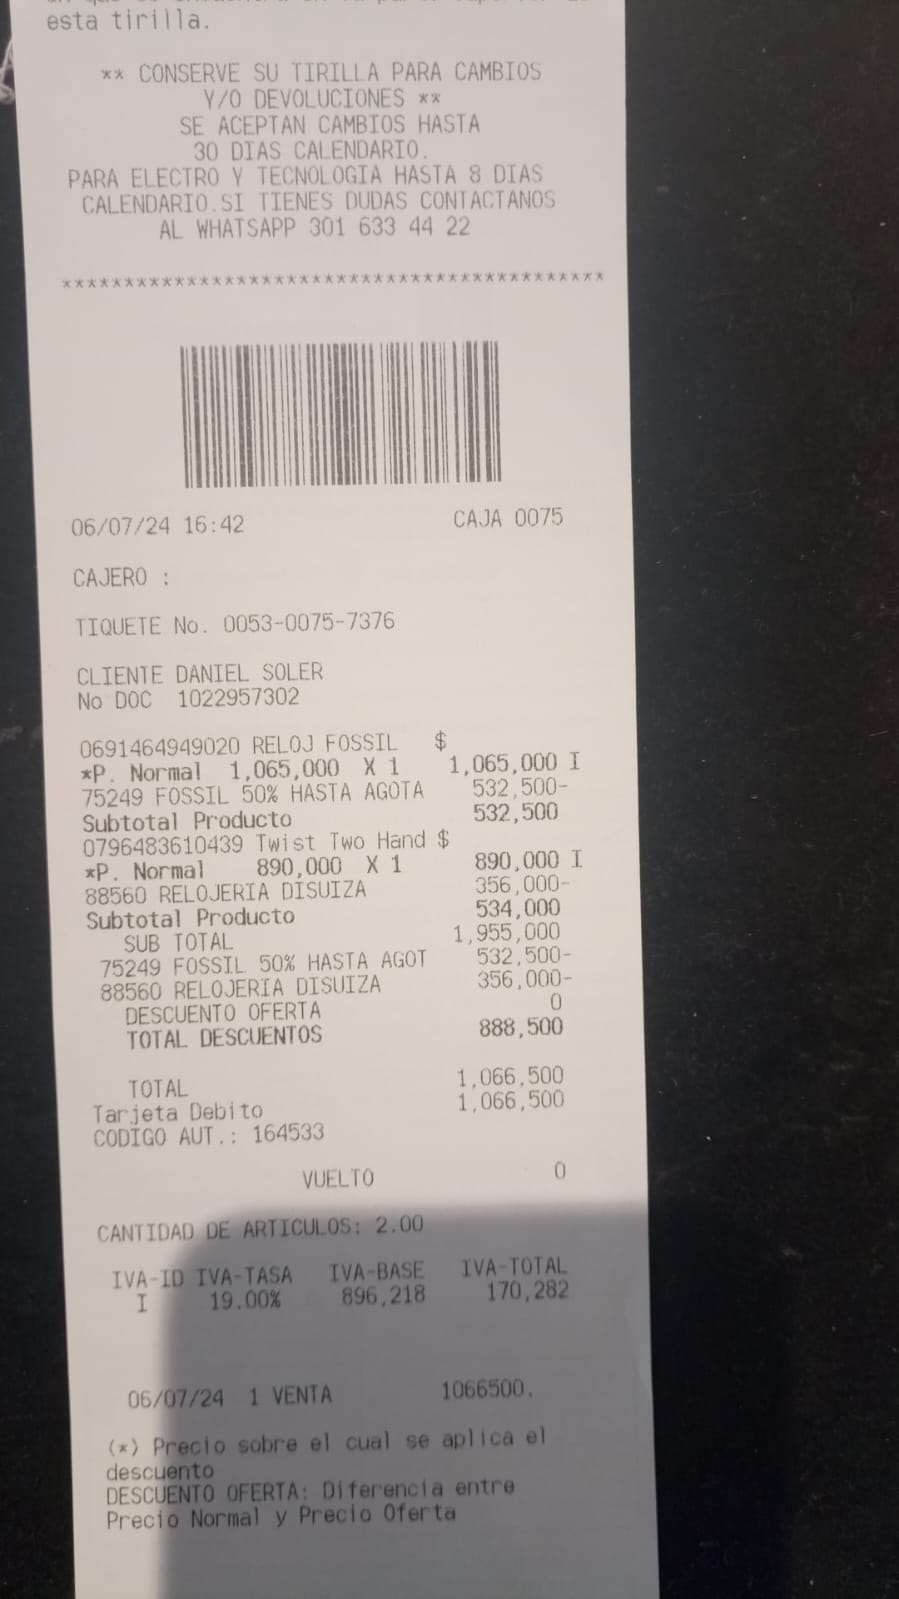 esta tirilla.
** CONSERVE SU TIRILLA PARA CAMBIOS
Y/O DEVOLUCIONES **
SE ACEPTAN CAMBIOS HASTA
30 DIAS CALENDARIO.
PARA ELECTRO Y TECNOLOGIA HASTA 8 DIAS
CALENDARIO.SI TIENES DUDAS CONTACTANOS
AL WHATSAPP 301 633 44 22
********************************************
06/07/24 16:42 CAJA 0075
CAJERO :
TIQUETE No. 0053-0075-7376
CLIENTE DANIEL SOLER
No DOC 1022957302
0691464949020 RELOJ FOSSIL $
*P. Normal 1,065,000 X 1 1,065,000 I
75249 FOSSIL 50% HASTA AGOTA 532,500-
Subtotal Producto 532,500
0796483610439 Twist Two Hand $
*P. Normal 890,000 X 1 890,000 I
88560 RELOJERIA DISUIZA 356,000-
Subtotal Producto 534,000
SUB TOTAL 1,955,000
75249 FOSSIL 50% HASTA AGOT 532,500-
88560 RELOJERIA DISUIZA 356,000-
DESCUENTO OFERTA 0
TOTAL DESCUENTOS 888,500
TOTAL 1,066,500
Tarjeta Debito 1,066,500
CODIGO AUT.: 164533
VUELTO 0
CANTIDAD DE ARTICULOS: 2.00
IVA-ID IVA-TASA IVA-BASE IVA-TOTAL
I 19.00% 896,218 170,282
06/07/24 1 VENTA 1066500.
(*) Precio sobre el cual se aplica el
descuento
DESCUENTO OFERTA: Diferencia entre
Precio Normal y Precio Oferta